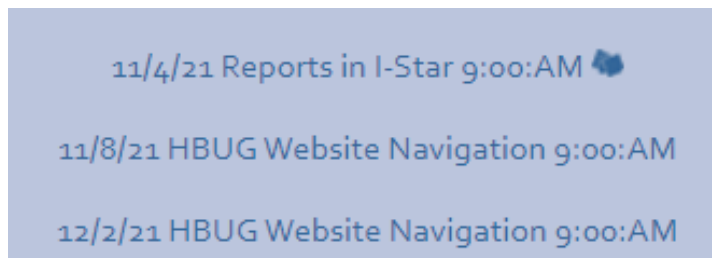 11/4/21 Reports in I-Star 9:00:AM
11/8/21 HBUG Website Navigation 9:00:AM
12/2/21 HBUG Website Navigation 9:00:AM